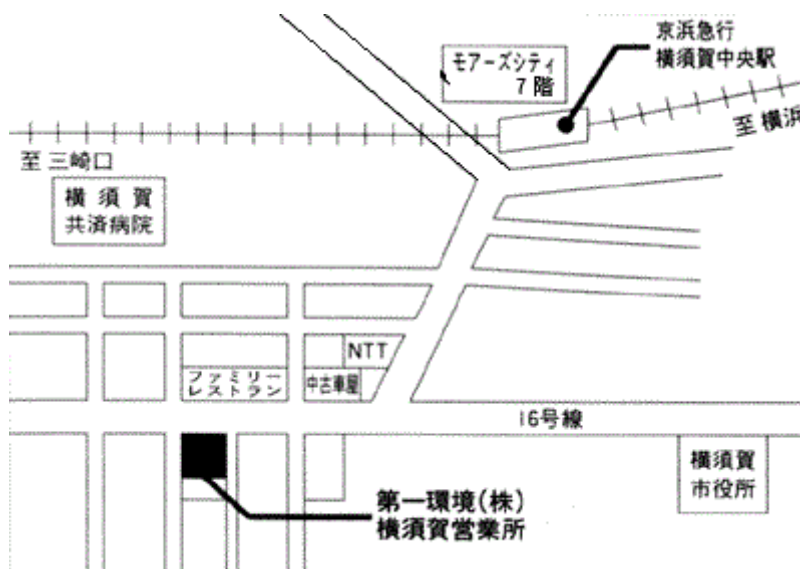 京浜急行
横須賀中央駅
モアーズシティ
7階
至 横浜
至 三崎口
横須賀
共済病院
NTT
ファミリー
レストラン
中古車屋
16号線
横須賀
市役所
第一環境(株)
横須賀営業所